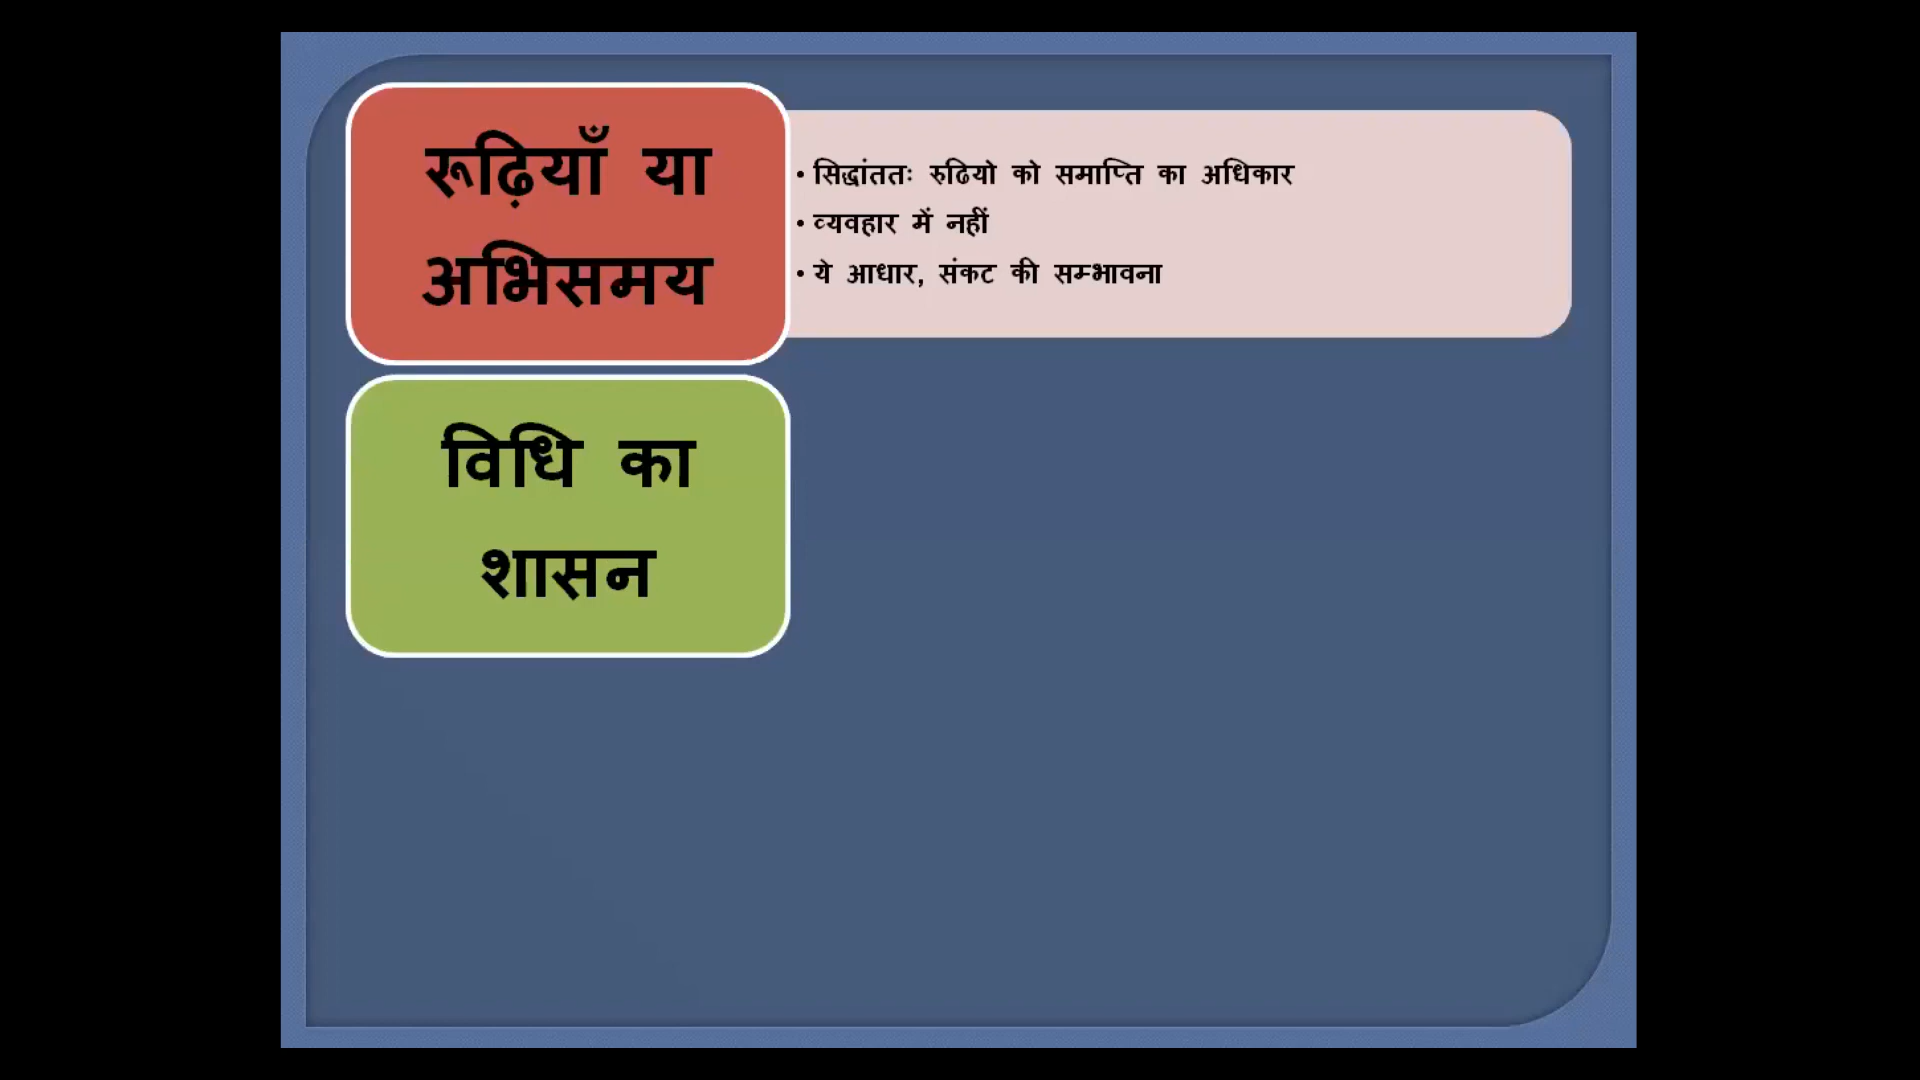 रूढ़ियाँ या
अभिसमय
• सिद्धांततः रुढियो को समाप्ति का अधिकार
• व्यवहार में नहीं
• ये आधार, संकट की सम्भावना
विधि का
शासन